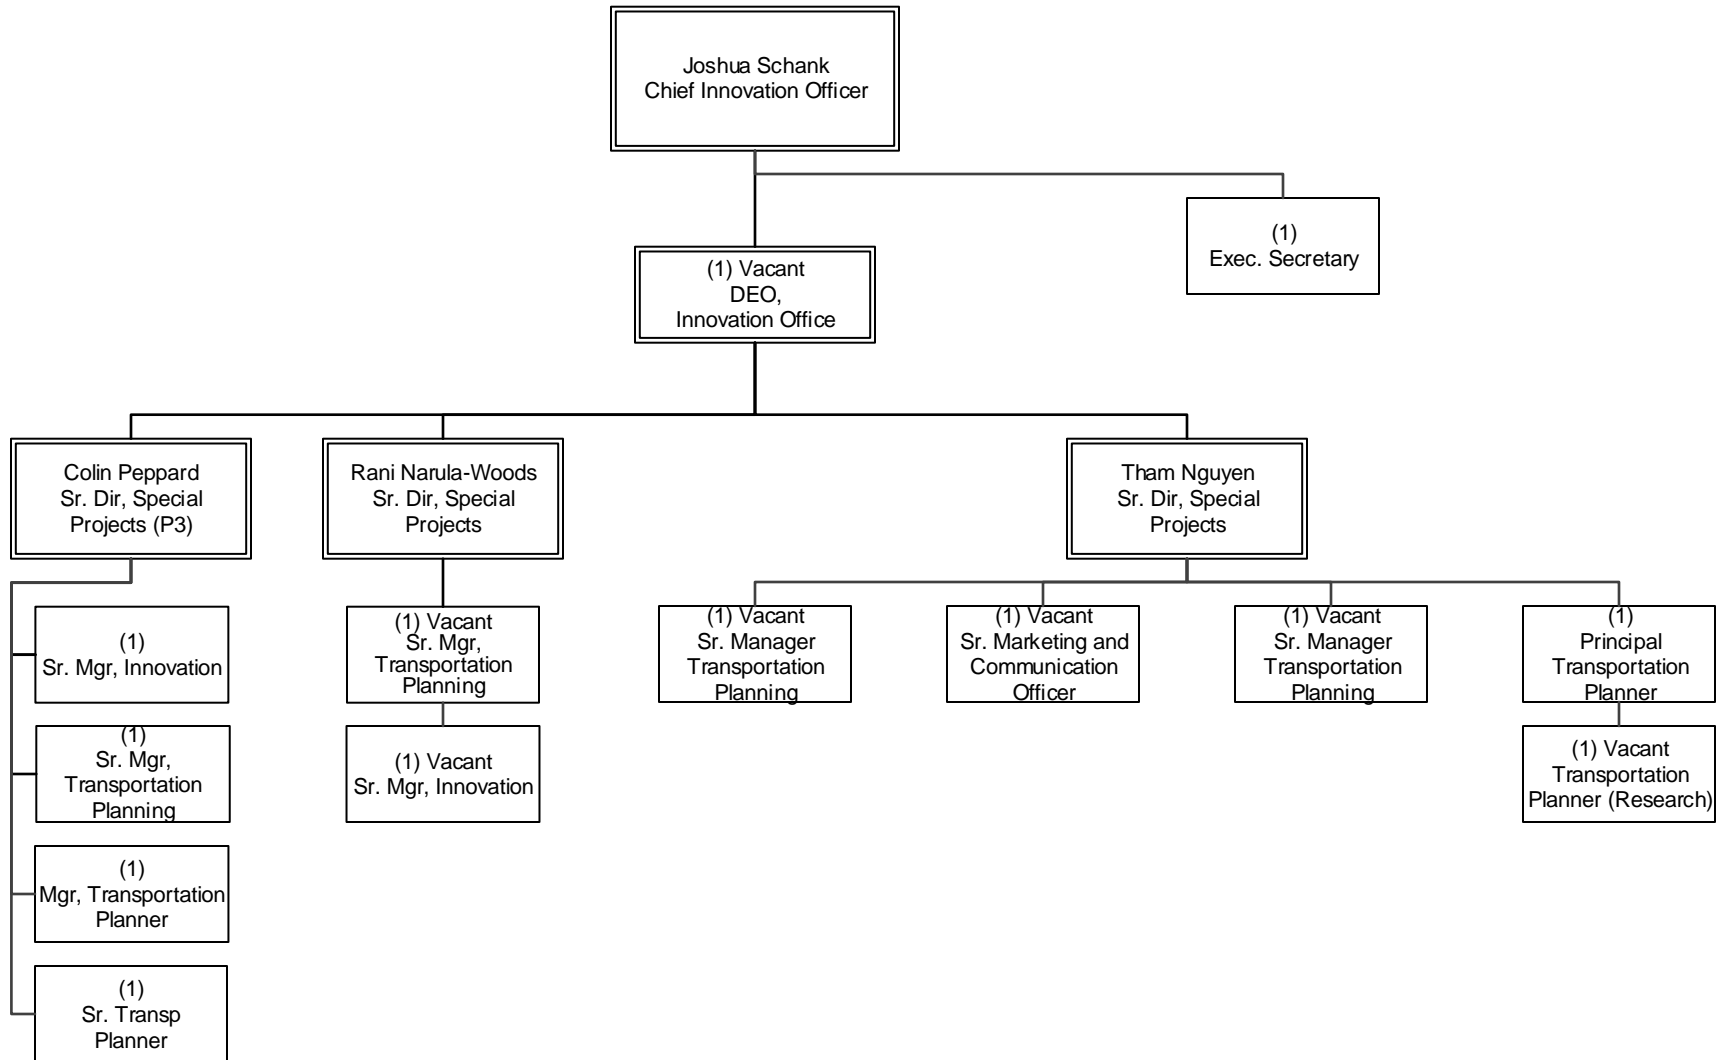 Joshua Schank
Chief Innovation Officer
(1)
Exec. Secretary
(1) Vacant
DEO,
Innovation Office
Colin Peppard
Sr. Dir, Special
Projects (P3)
Rani Narula-Woods
Sr. Dir, Special
Projects
Tham Nguyen
Sr. Dir, Special
Projects
(1)
Sr. Mgr, Innovation
(1)
Sr. Mgr,
Transportation
Planning
(1)
Mgr, Transportation
Planner
(1)
Sr. Transp
Planner
(1) Vacant
Sr. Mgr,
Transportation
Planning
(1) Vacant
Sr. Mgr, Innovation
(1) Vacant
Sr. Manager
Transportation
Planning
(1) Vacant
Sr. Marketing and
Communication
Officer
(1) Vacant
Sr. Manager
Transportation
Planning
(1)
Principal
Transportation
Planner
(1) Vacant
Transportation
Planner (Research)